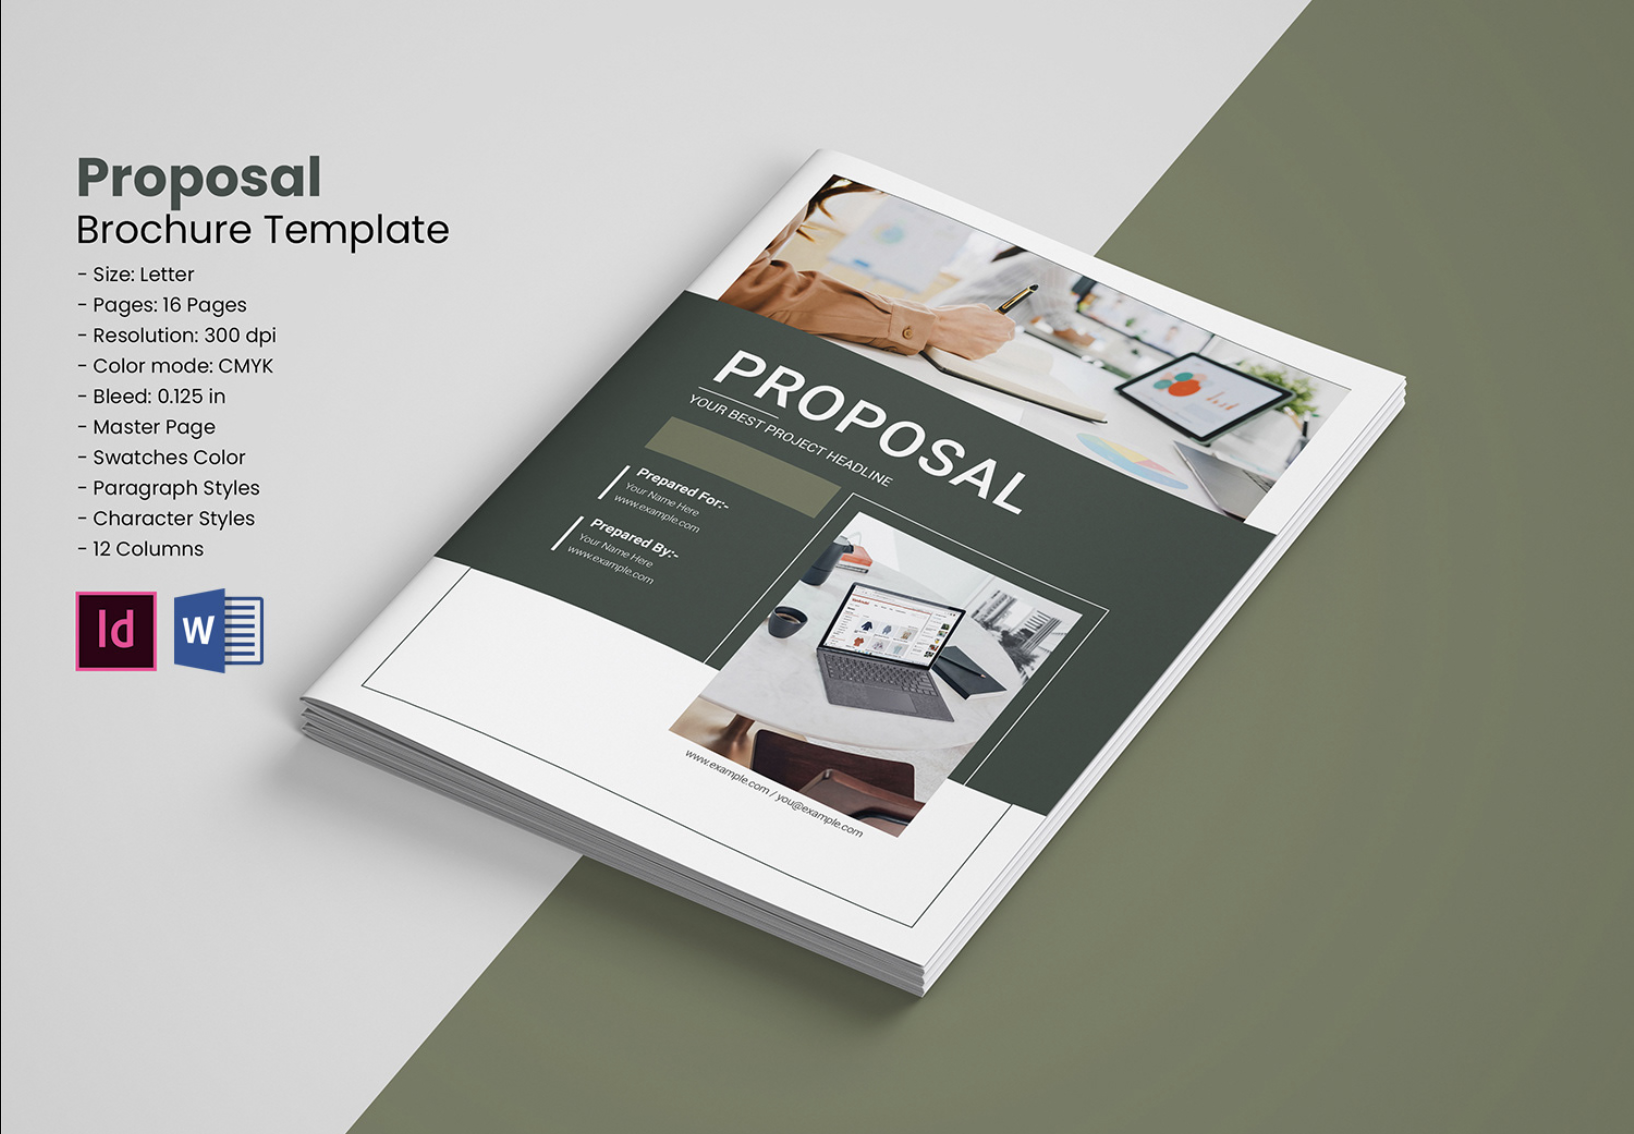 Proposal
Brochure Template
- Size: Letter
- Pages: 16 Pages
- Resolution: 300 dpi
- Color mode: CMYK
- Bleed: 0.125 in
- Master Page
- Swatches Color
- Paragraph Styles
- Character Styles
- 12 Columns
Id
W
PROPOSAL
YOUR BEST PROJECT HEADLINE
Prepared For:-
Your Name Here
www.example.com
Prepared By:-
Your Name Here
www.example.com
www.example.com / you@example.com